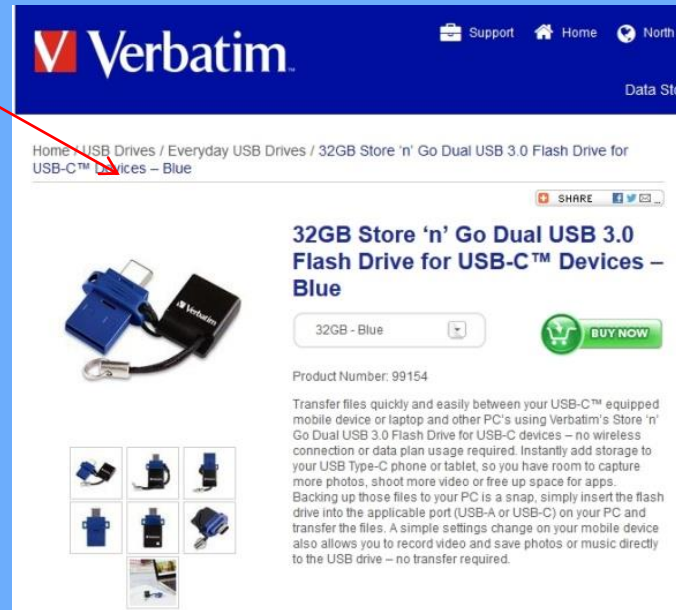 Verbatim
Support Home North
Data Sto
Home / USB Drives / Everyday USB Drives / 32GB Store 'n' Go Dual USB 3.0 Flash Drive for
USB-C™ Devices – Blue
SHARE
32GB Store 'n' Go Dual USB 3.0
Flash Drive for USB-C™ Devices –
Blue
32GB - Blue
BUY NOW
Product Number: 99154
Transfer files quickly and easily between your USB-C™ equipped
mobile device or laptop and other PC's using Verbatim's Store 'n'
Go Dual USB 3.0 Flash Drive for USB-C devices – no wireless
connection or data plan usage required. Instantly add storage to
your USB Type-C phone or tablet, so you have room to capture
more photos, shoot more video or free up space for apps.
Backing up those files to your PC is a snap, simply insert the flash
drive into the applicable port (USB-A or USB-C) on your PC and
transfer the files. A simple settings change on your mobile device
also allows you to record video and save photos or music directly
to the USB drive – no transfer required.
Verbatim